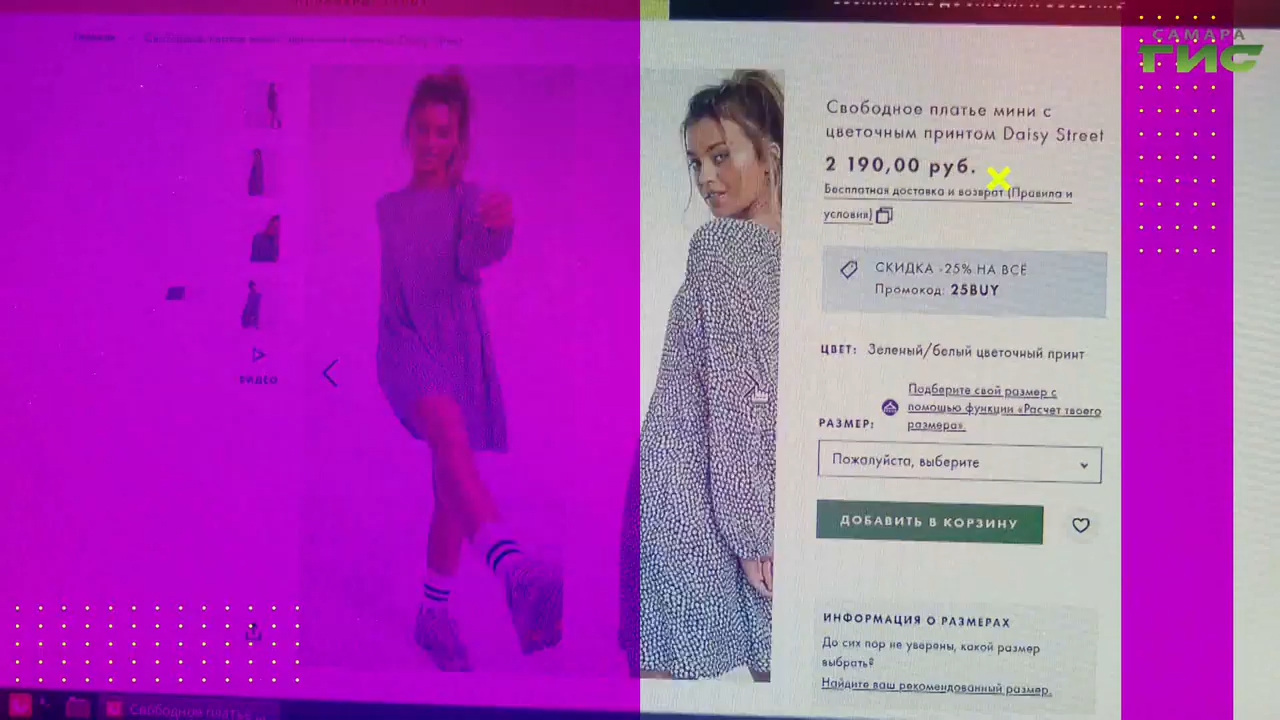 САМАРА
ГИС
Свободное платье мини с
цветочным принтом Daisy Street
2 190,00 руб.
Бесплатная доставка и возврат (Правила и
условия)
СКИДКА -25% НА ВСЁ
Промокод: 25BUY
ЦВЕТ: Зеленый/белый цветочный принт
Подберите свой размер с
помощью функции «Расчет твоего
размера».
РАЗМЕР:
Пожалуйста, выберите
ДОБАВИТЬ В КОРЗИНУ
ИНФОРМАЦИЯ О РАЗМЕРАХ
До сих пор не уверены, какой размер
выбрать?
Найдите ваш рекомендованный размер.
ВИДЕО
Свободное платье